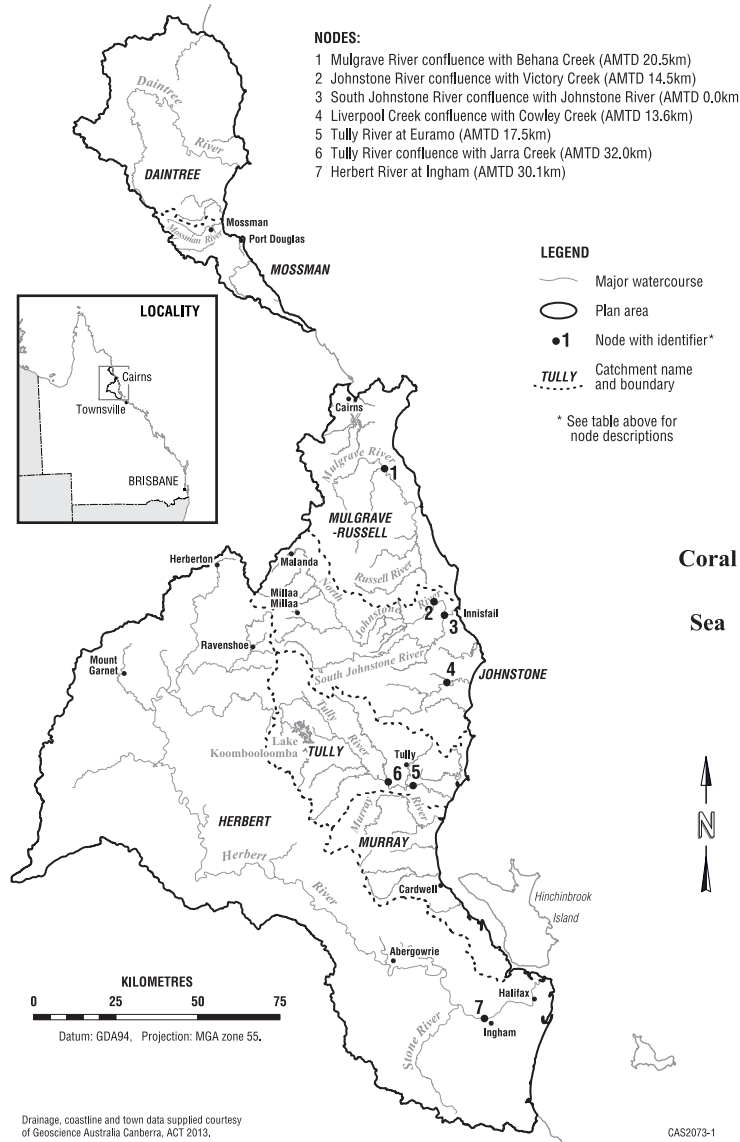 NODES:
1 Mulgrave River confluence with Behana Creek (AMTD 20.5km)
2 Johnstone River confluence with Victory Creek (AMTD 14.5km)
3 South Johnstone River confluence with Johnstone River (AMTD 0.0km
4 Liverpool Creek confluence with Cowley Creek (AMTD 13.6km)
5 Tully River at Euramo (AMTD 17.5km)
6 Tully River confluence with Jarra Creek (AMTD 32.0km)
7 Herbert River at Ingham (AMTD 30.1km)
Daintree
River
DAINTREE
Mossman
Mossman River
Port Douglas
MOSSMAN
LEGEND
Major watercourse
Plan area
1 Node with identifier*
TULLY Catchment name
and boundary
* See table above for
node descriptions
LOCALITY
Cairns
Townsville
BRISBANE
Cairns
Mulgrave River
1
MULGRAVE
-RUSSELL
Russell River
Herberton
Malanda
Millaa
Millaa
North
Johnstone
River
2
3
Innisfail
Coral
Sea
Ravenshoe
South Johnstone River
4
JOHNSTONE
Mount
Garnet
Tully
River
Lake
Koombooloomba
TULLY
Tully
6
5
Murray
River
MURRAY
HERBERT
Herbert
River
Cardwell
N
Hinchinbrook
Island
Abergowrie
Halifax
7
Ingham
Stone River
KILOMETRES
0 25 50 75
Datum: GDA94, Projection: MGA zone 55.
Drainage, coastline and town data supplied courtesy
of Geoscience Australia Canberra, ACT 2013.
CAS2073-1